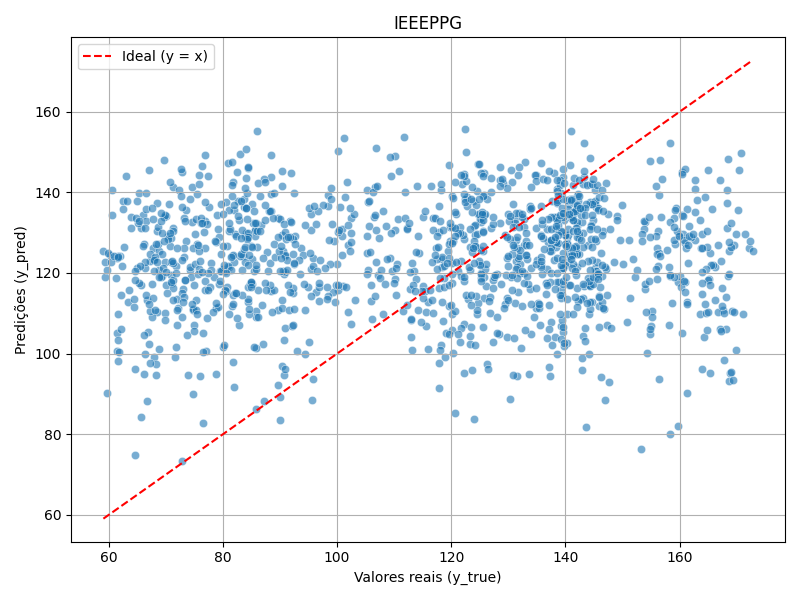 IEEEPPG
Ideal (y = x)
160
140
120
100
80
60
Predições (y_pred)
60 80 100 120 140 160
Valores reais (y_true)